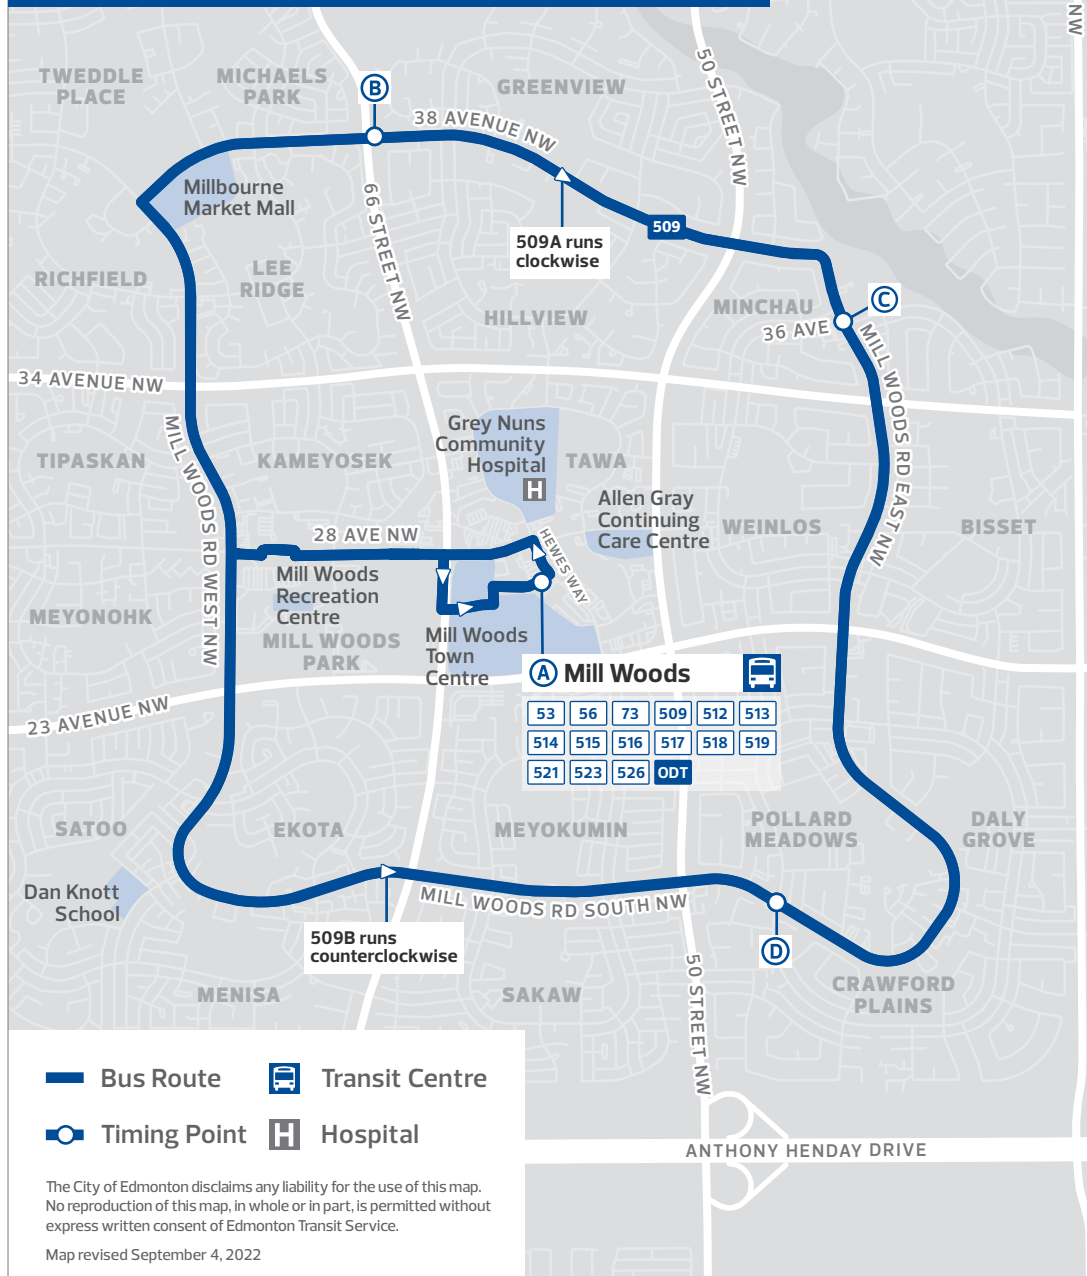 NW
TWEDDLE
PLACE
MICHAELS
PARK
B
GREENVIEW
50 STREET NW
38 AVENUE NW
Millbourne
Market Mall
66 STREET NW
509
509A runs
clockwise
RICHFIELD
LEE
RIDGE
HILLVIEW
MINCHAU
C
36 AVE
MILL WOODS RD EAST NW
34 AVENUE NW
MILL WOODS RD WEST NW
TIPASKAN
KAMEYOSEK
Grey Nuns
Community
Hospital
H
TAWA
Allen Gray
Continuing
Care Centre
WEINLOS
BISSET
28 AVE NW
HEWES WAY
Mill Woods
Recreation
Centre
MEYONOHK
MILL WOODS
PARK
Mill Woods
Town
Centre
A Mill Woods
53 56 73 509 512 513
514 515 516 517 518 519
521 523 526 ODT
23 AVENUE NW
SATOO
EKOTA
MEYOKUMIN
POLLARD
MEADOWS
DALY
GROVE
Dan Knott
School
MILL WOODS RD SOUTH NW
509B runs
counterclockwise
D
50 STREET NW
MENISA
SAKAW
CRAWFORD
PLAINS
Bus Route
Transit Centre
Timing Point
H Hospital
ANTHONY HENDAY DRIVE
The City of Edmonton disclaims any liability for the use of this map.
No reproduction of this map, in whole or in part, is permitted without
express written consent of Edmonton Transit Service.
Map revised September 4, 2022